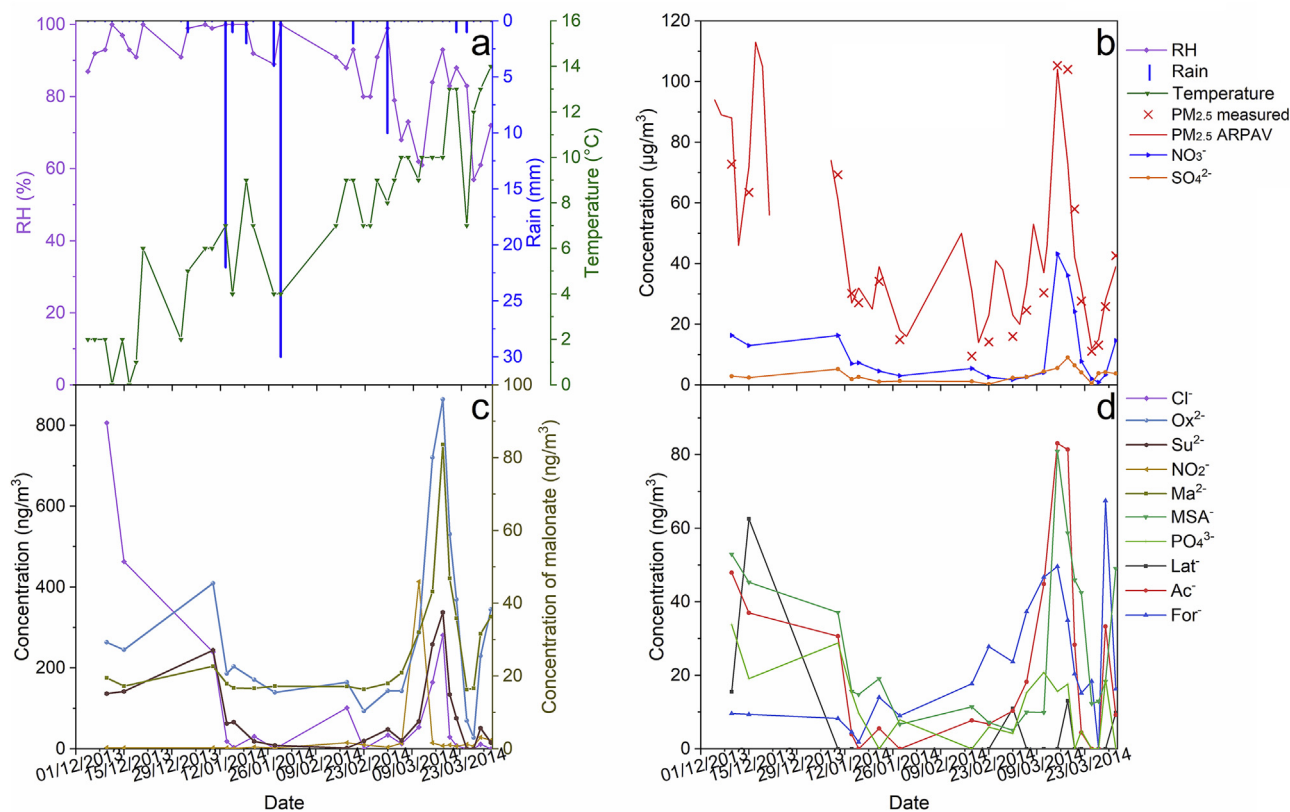 a
RH (%)
100
80
60
40
20
0
Rain (mm)
0
5
10
15
20
25
30
Temperature (°C)
16
14
12
10
8
6
4
2
0
b
Concentration (µg/m³)
120
100
80
60
40
20
0
RH
Rain
Temperature
PM2.5 measured
PM2.5 ARPAV
NO₃⁻
SO₄²⁻
c
Concentration (ng/m³)
800
600
400
200
0
Concentration of malonate (ng/m³)
100
80
60
40
20
0
01/12/2013
15/12/2013
29/12/2013
12/01/2014
26/01/2014
09/02/2014
23/02/2014
09/03/2014
23/03/2014
Date
d
Concentration (ng/m³)
80
60
40
20
0
01/12/2013
15/12/2013
29/12/2013
12/01/2014
26/01/2014
09/02/2014
23/02/2014
09/03/2014
23/03/2014
Date
Cl⁻
Ox²⁻
Su²⁻
NO₂⁻
Ma²⁻
MSA⁻
PO₄³⁻
Lat⁻
Ac⁻
For⁻